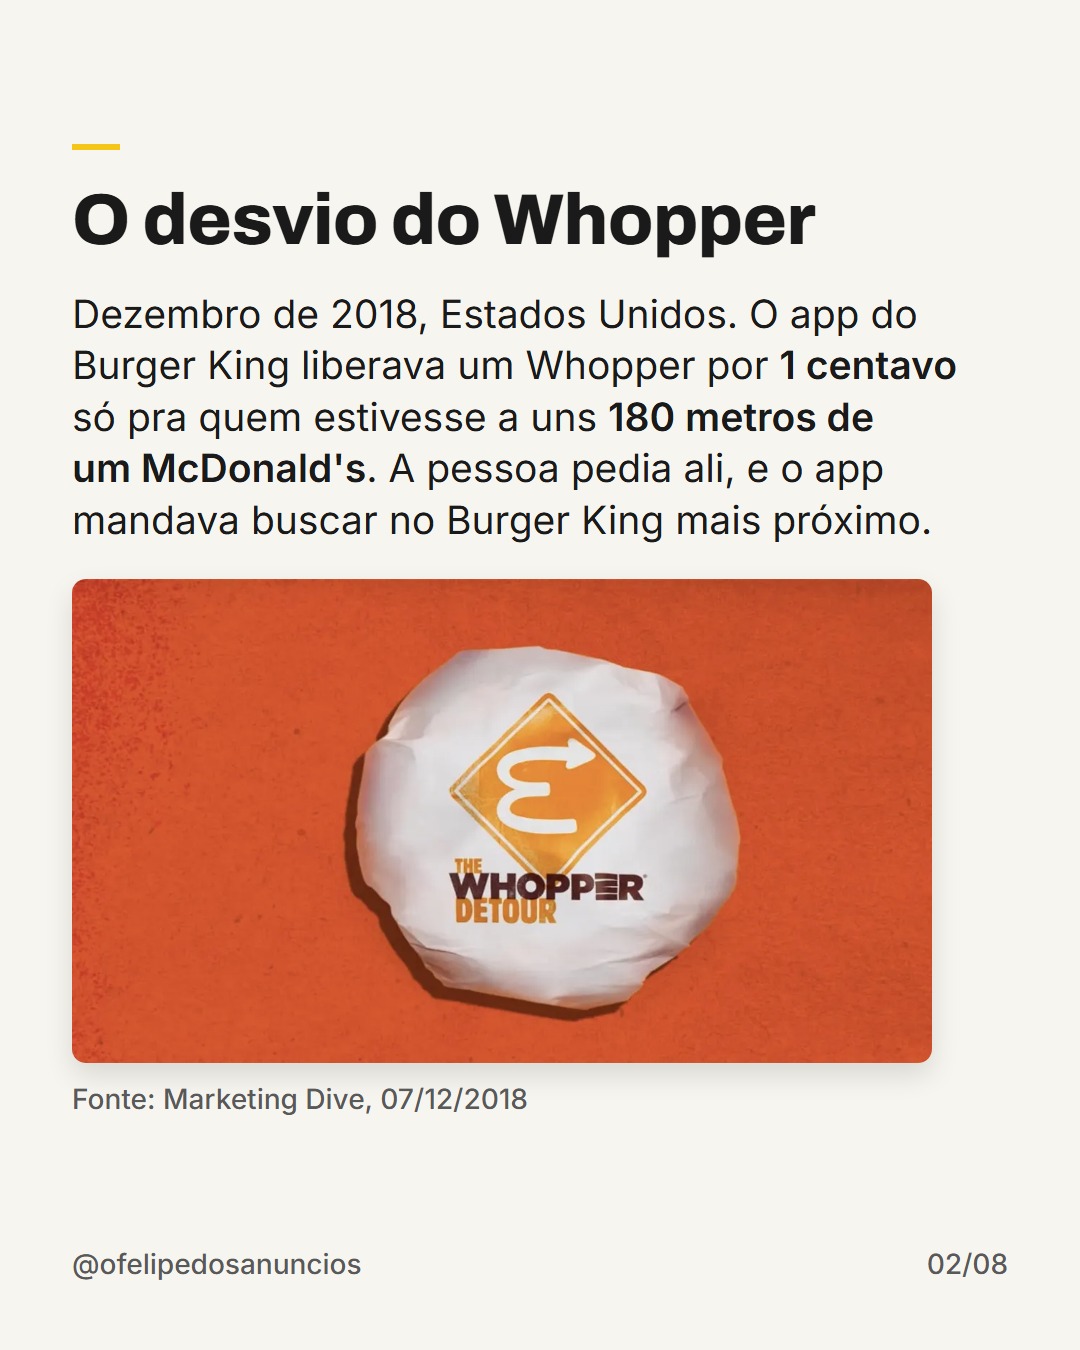 O desvio do Whopper
Dezembro de 2018, Estados Unidos. O app do
Burger King liberava um Whopper por 1 centavo
só pra quem estivesse a uns 180 metros de
um McDonald's. A pessoa pedia ali, e o app
mandava buscar no Burger King mais próximo.
THE
WHOPPER
DETOUR
Fonte: Marketing Dive, 07/12/2018
@ofelipedosanuncios
02/08